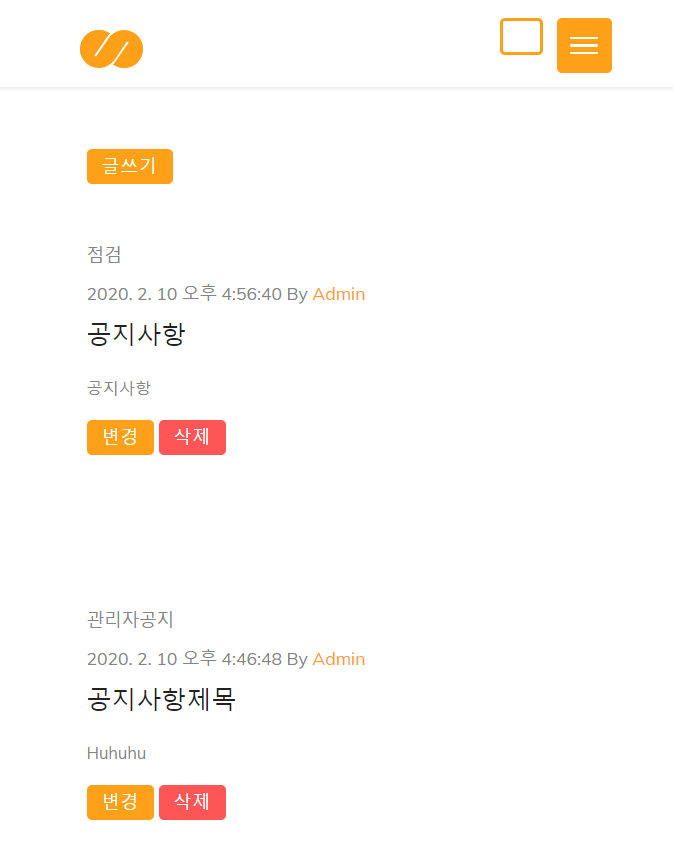 글쓰기
점검
2020. 2. 10 오후 4:56:40 By Admin
공지사항
공지사항
변경 삭제
관리자공지
2020. 2. 10 오후 4:46:48 By Admin
공지사항제목
Huhuhu
변경 삭제